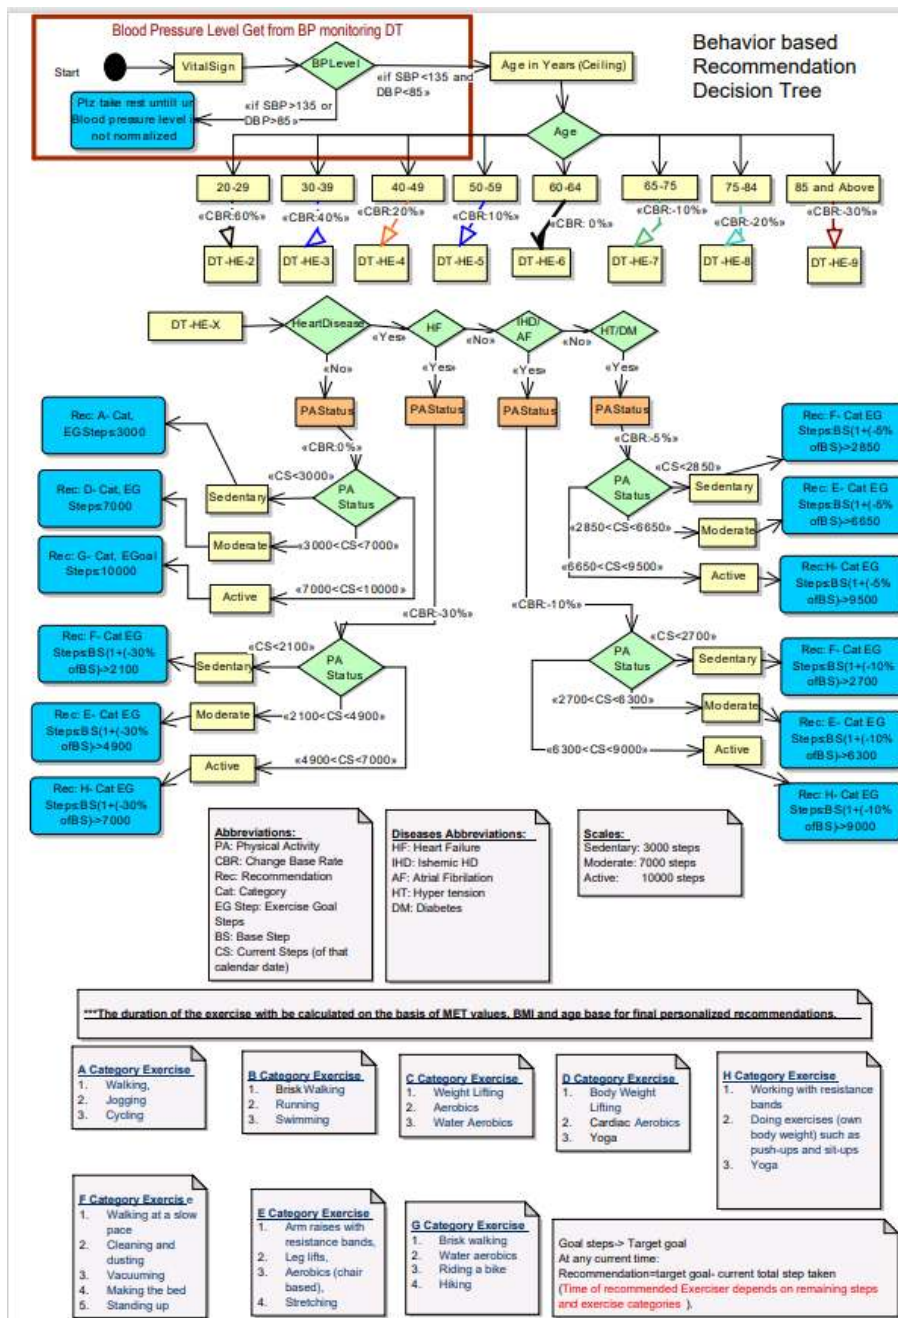 Blood Pressure Level Get from BP monitoring DT
Behavior based
Recommendation
Decision Tree
Start
VitalSign
BPLevel
«if SBP<135 and
DBP<85»
Age in Years (Ceiling)
Plz take rest untill ur
Blood pressure level is
not normalized
«if SBP>135 or
DBP>85»
Age
20-29
30-39
40-49
50-59
60-64
65-75
75-84
85 and Above
«CBR:60%»
«CBR:40%»
«CBR:20%»
«CBR:10%»
«CBR: 0%»
«CBR:-10%»
«CBR:-20%»
«CBR:-30%»
DT-HE-2
DT-HE-3
DT-HE-4
DT-HE-5
DT-HE-6
DT-HE-7
DT-HE-8
DT-HE-9
DT-HE-X
HeartDisease
«Yes»
HF
«No»
IHD/
AF
«No»
HT/DM
«No»
«Yes»
«Yes»
«Yes»
PAStatus
PAStatus
PAStatus
PAStatus
Rec: A- Cat,
EGSteps:3000
«CBR:0%»
«CS<3000»
Sedentary
PA
Status
Rec: D- Cat, EG
Steps:7000
Moderate
«3000<CS<7000»
Rec: G- Cat, EGoal
Steps:10000
Active
«7000<CS<10000»
«CBR:-5%»
«CS<2850»
PA
Status
Sedentary
Rec: F- Cat EG
Steps:BS(1+(-5%
ofBS)->2850
«2850<CS<6650»
Moderate
Rec: E- Cat EG
Steps:BS(1+(-5%
ofBS)->6650
«6650<CS<9500»
Active
Rec:H- Cat EG
Steps:BS(1+(-5%
ofBS)->9500
«CBR:-30%»
«CBR:-10%»
Rec: F- Cat EG
Steps:BS(1+(-30%
ofBS)->2100
«CS<2100»
Sedentary
PA
Status
Rec: E- Cat EG
Steps:BS(1+(-30%
ofBS)->4900
Moderate
«2100<CS<4900»
Rec: H- Cat EG
Steps:BS(1+(-30%
ofBS)->7000
Active
«4900<CS<7000»
«CS<2700»
PA
Status
Sedentary
Rec: F- Cat EG
Steps:BS(1+(-10%
ofBS)->2700
«2700<CS<6300»
Moderate
Rec: E- Cat EG
Steps:BS(1+(-10%
ofBS)->6300
«6300<CS<9000»
Active
Rec: H- Cat EG
Steps:BS(1+(-10%
ofBS)->9000
Abbreviations:
PA: Physical Activity
CBR: Change Base Rate
Rec: Recommendation
Cat: Category
EG Step: Exercise Goal
Steps
BS: Base Step
CS: Current Steps (of that
calendar date)
Diseases Abbreviations:
HF: Heart Failure
IHD: Ishemic HD
AF: Atrial Fibrilation
HT: Hyper tension
DM: Diabetes
Scales:
Sedentary: 3000 steps
Moderate: 7000 steps
Active: 10000 steps
***The duration of the exercise with be calculated on the basis of MET values, BMI and age base for final personalized recommendations.
A Category Exercise
1. Walking,
2. Jogging
3. Cycling
B Category Exercise
1. Brisk Walking
2. Running
3. Swimming
C Category Exercise
1. Weight Lifting
2. Aerobics
3. Water Aerobics
D Category Exercise
1. Body Weight
Lifting
2. Cardiac Aerobics
3. Yoga
H Category Exercise
1. Working with resistance
bands
2. Doing exercises (own
body weight) such as
push-ups and sit-ups
3. Yoga
F Category Exercise
1. Walking at a slow
pace
2. Cleaning and
dusting
3. Vacuuming
4. Making the bed
5. Standing up
E Category Exercise
1. Arm raises with
resistance bands,
2. Leg lifts,
3. Aerobics (chair
based),
4. Stretching
G Category Exercise
1. Brisk walking
2. Water aerobics
3. Riding a bike
4. Hiking
Goal steps-> Target goal
At any current time:
Recommendation=target goal- current total step taken
(Time of recommended Exerciser depends on remaining steps
and exercise categories ).